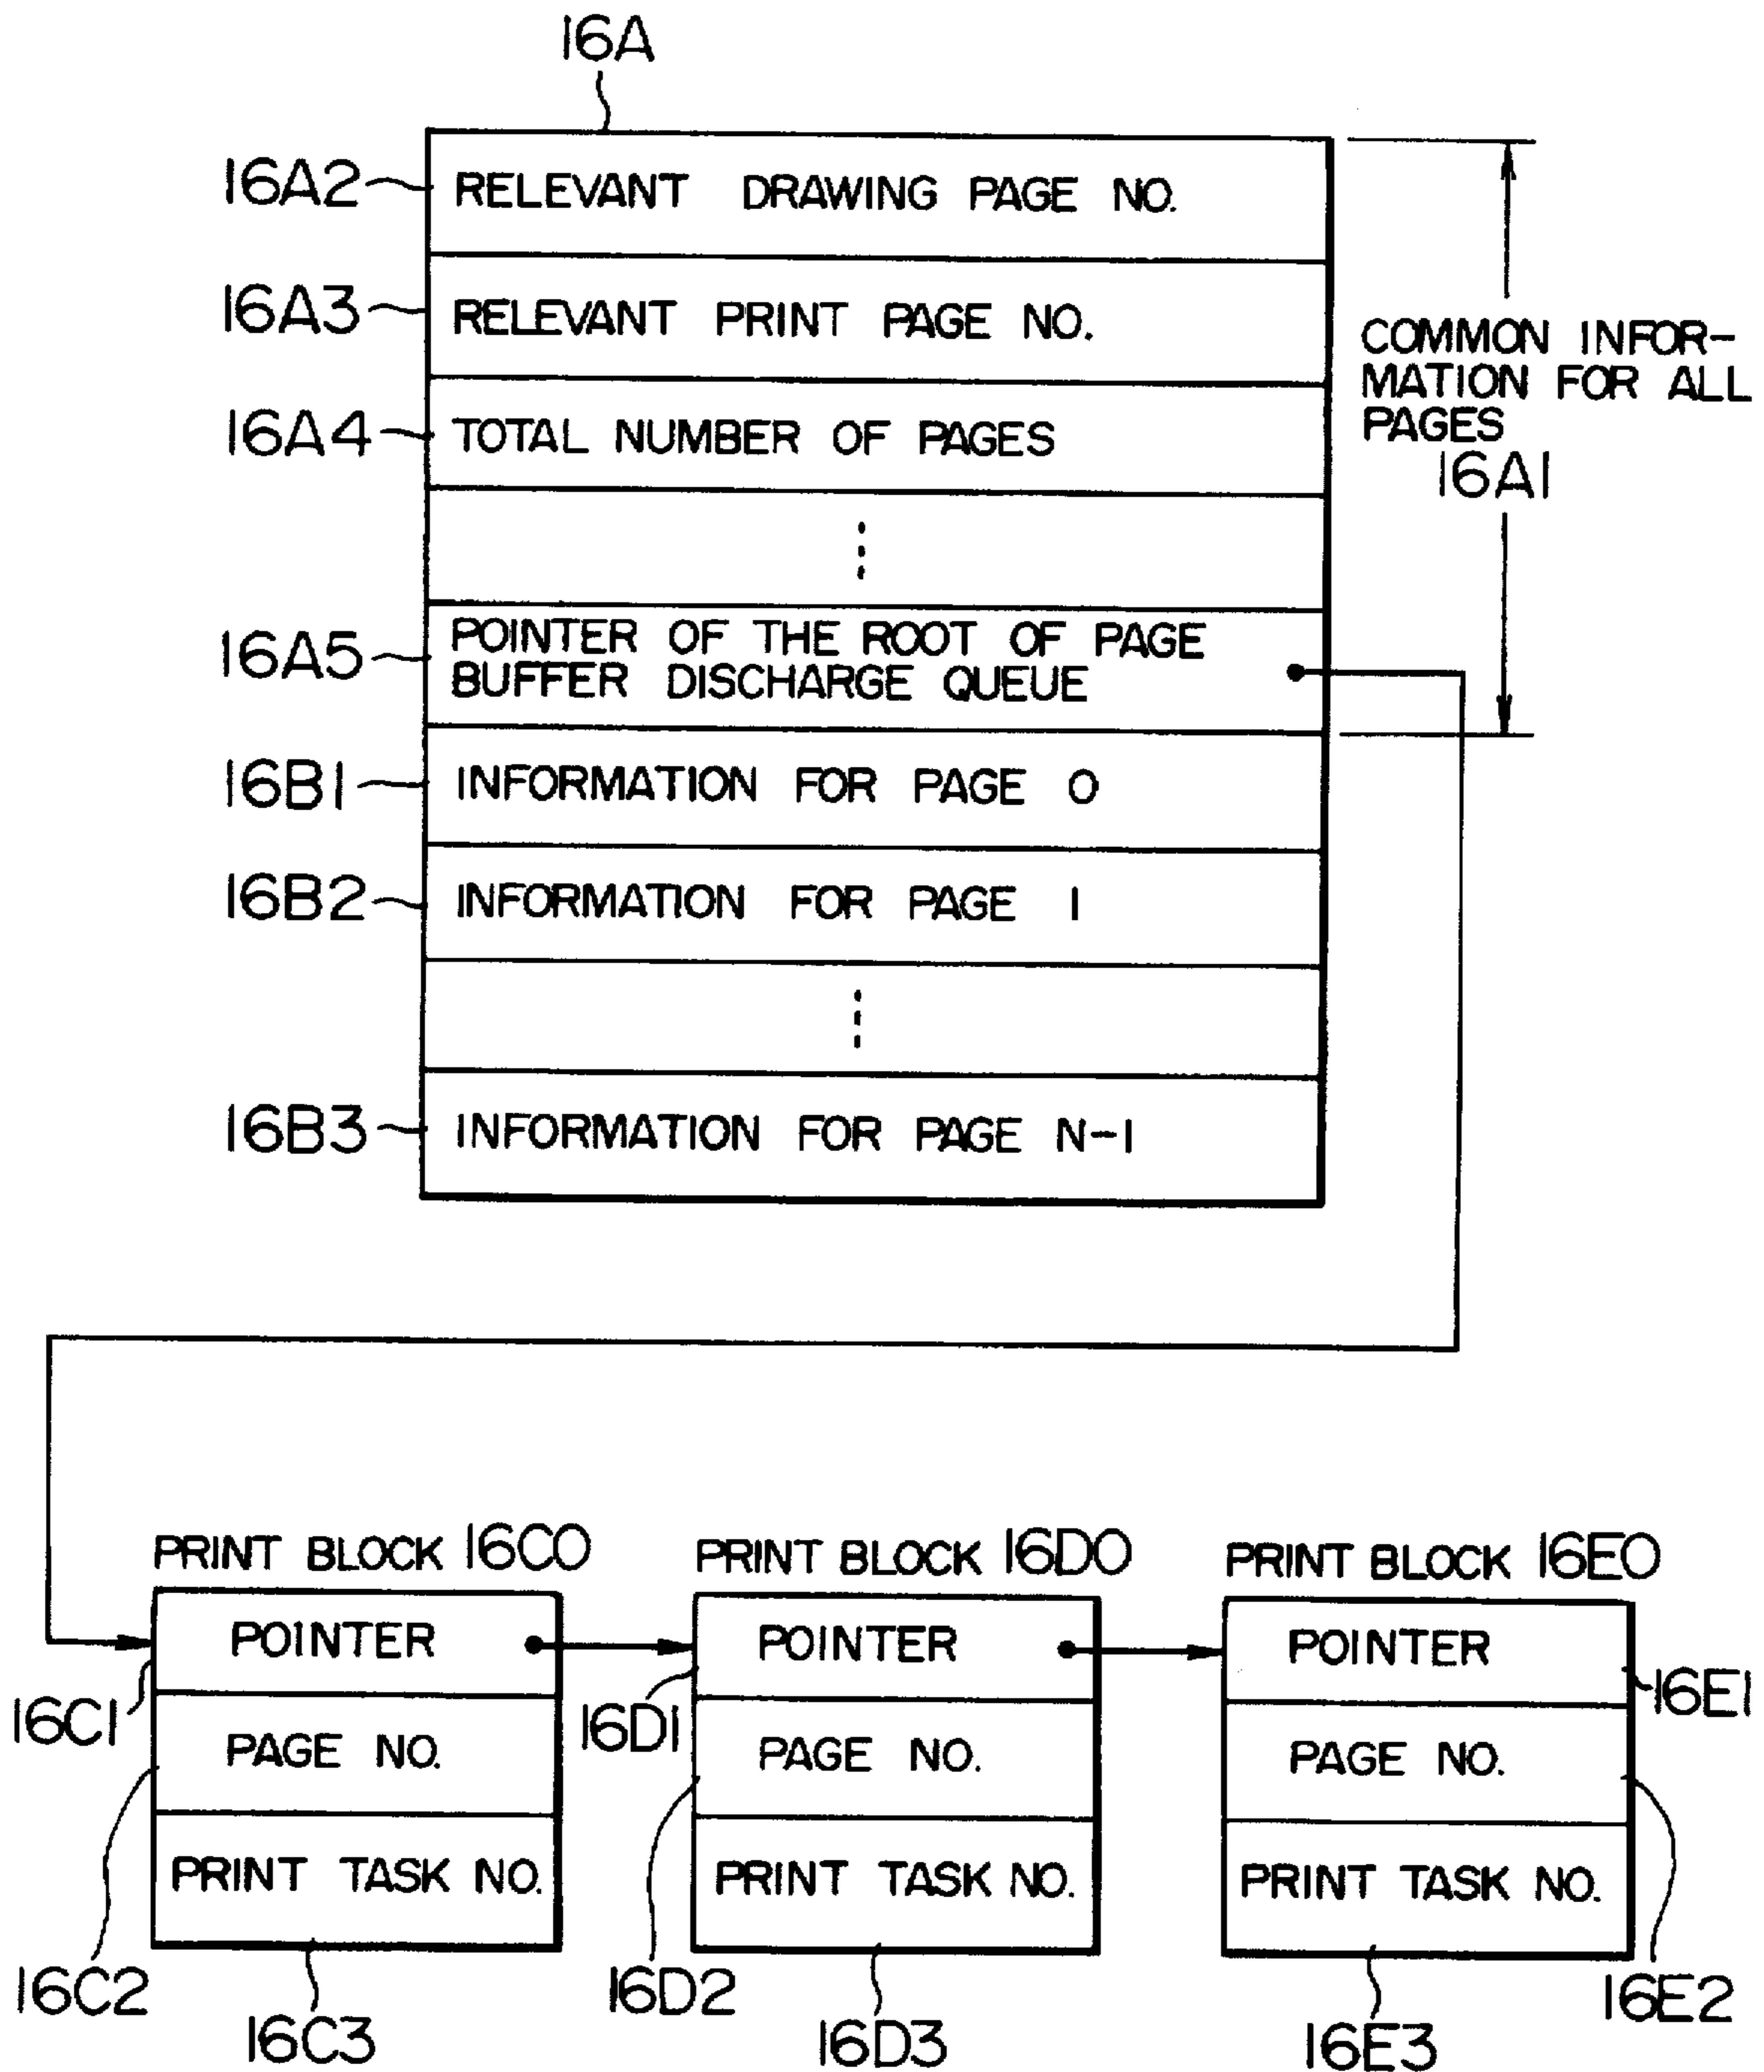 16A
16A2 RELEVANT DRAWING PAGE NO.
16A3 RELEVANT PRINT PAGE NO.
COMMON INFOR-
MATION FOR ALL
PAGES
16A1
16A4 TOTAL NUMBER OF PAGES
16A5 POINTER OF THE ROOT OF PAGE
BUFFER DISCHARGE QUEUE
16B1 INFORMATION FOR PAGE 0
16B2 INFORMATION FOR PAGE 1
16B3 INFORMATION FOR PAGE N-1
PRINT BLOCK 16C0
POINTER
16C1
PAGE NO.
PRINT TASK NO.
16C2
16C3
PRINT BLOCK 16D0
POINTER
16D1
PAGE NO.
PRINT TASK NO.
16D2
16D3
PRINT BLOCK 16E0
POINTER
16E1
PAGE NO.
PRINT TASK NO.
16E2
16E3